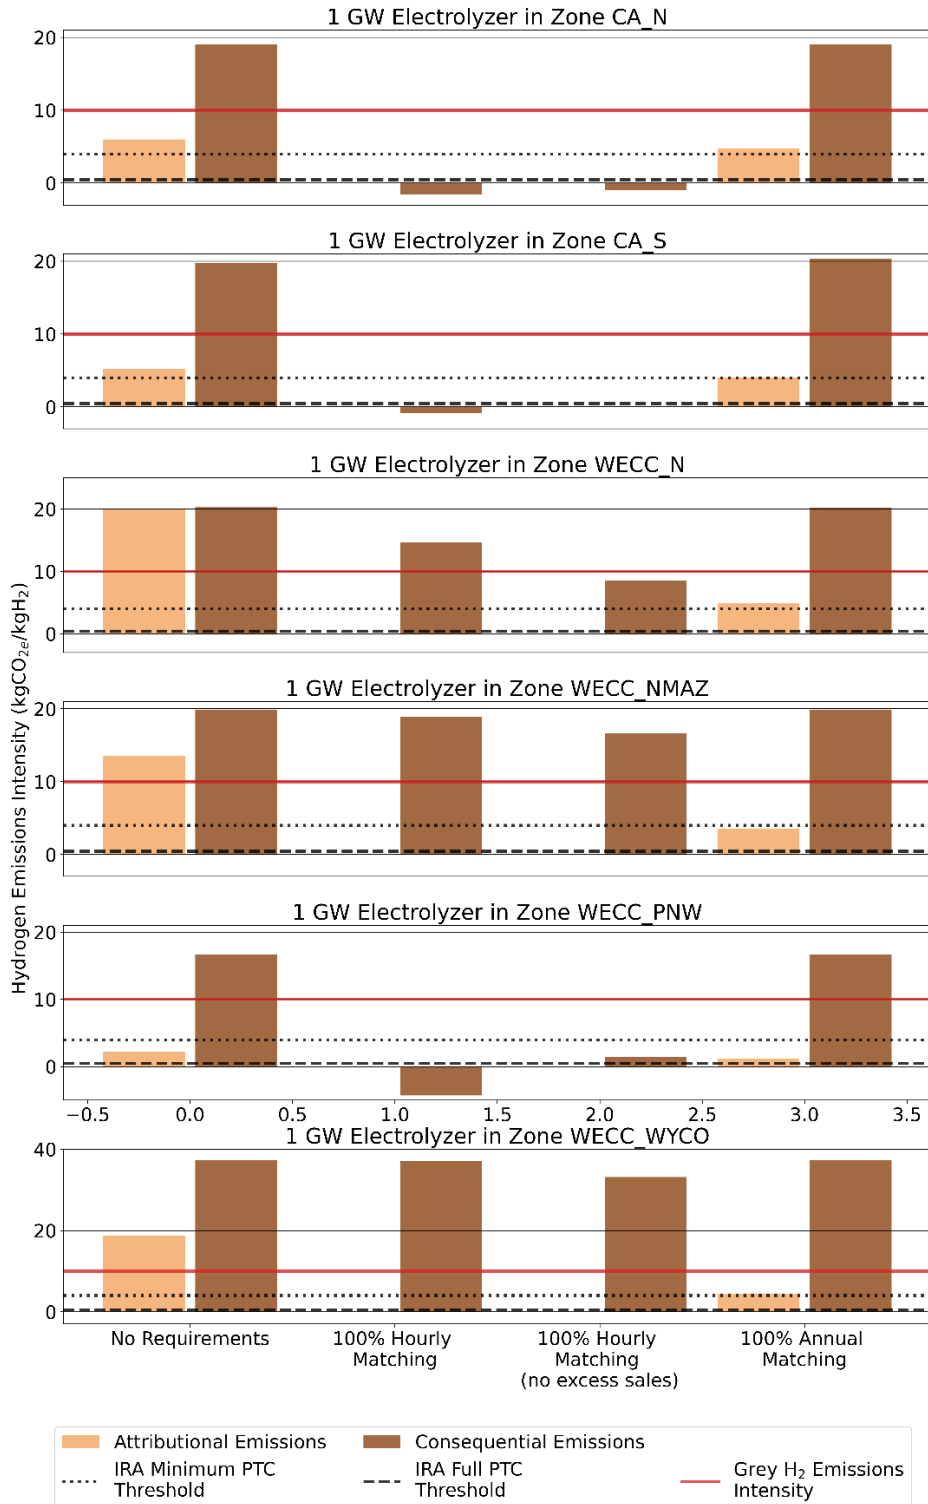 1 GW Electrolyzer in Zone CA_N
20
10
0
1 GW Electrolyzer in Zone CA_S
20
10
0
1 GW Electrolyzer in Zone WECC_N
20
10
0
Hydrogen Emissions Intensity (kgCO2e/kgH2)
1 GW Electrolyzer in Zone WECC_NMAZ
20
10
0
1 GW Electrolyzer in Zone WECC_PNW
20
10
0
−0.5 0.0 0.5 1.0 1.5 2.0 2.5 3.0 3.5
1 GW Electrolyzer in Zone WECC_WYCO
40
20
0
No Requirements
100% Hourly
Matching
100% Hourly
Matching
(no excess sales)
100% Annual
Matching
Attributional Emissions
IRA Minimum PTC
Threshold
Consequential Emissions
IRA Full PTC
Threshold
Grey H2 Emissions
Intensity